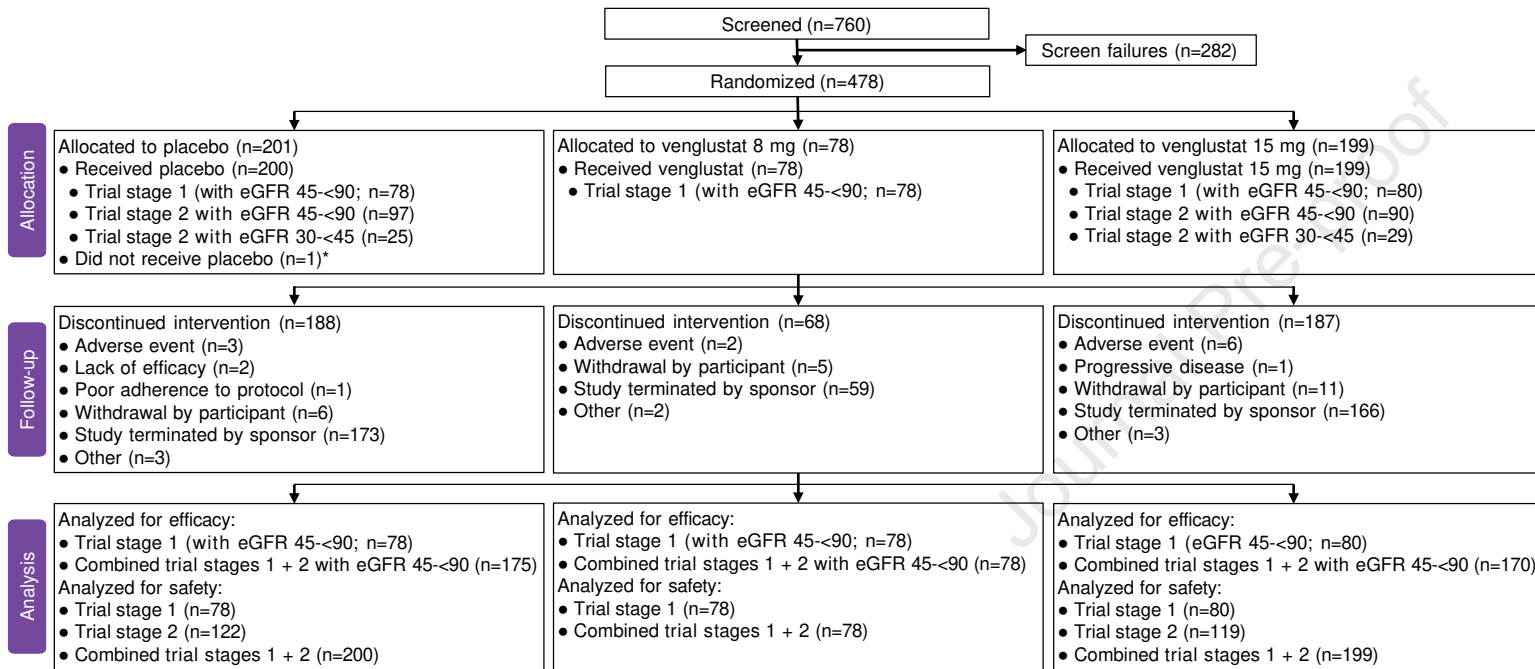 Screened (n=760)
Screen failures (n=282)
Randomized (n=478)
Allocation
Allocated to placebo (n=201)
● Received placebo (n=200)
● Trial stage 1 (with eGFR 45-<90; n=78)
● Trial stage 2 with eGFR 45-<90 (n=97)
● Trial stage 2 with eGFR 30-<45 (n=25)
● Did not receive placebo (n=1)*
Allocated to venglustat 8 mg (n=78)
● Received venglustat (n=78)
● Trial stage 1 (with eGFR 45-<90; n=78)
Allocated to venglustat 15 mg (n=199)
● Received venglustat 15 mg (n=199)
● Trial stage 1 (with eGFR 45-<90; n=80)
● Trial stage 2 with eGFR 45-<90 (n=90)
● Trial stage 2 with eGFR 30-<45 (n=29)
Follow-up
Discontinued intervention (n=188)
● Adverse event (n=3)
● Lack of efficacy (n=2)
● Poor adherence to protocol (n=1)
● Withdrawal by participant (n=6)
● Study terminated by sponsor (n=173)
● Other (n=3)
Discontinued intervention (n=68)
● Adverse event (n=2)
● Withdrawal by participant (n=5)
● Study terminated by sponsor (n=59)
● Other (n=2)
Discontinued intervention (n=187)
● Adverse event (n=6)
● Progressive disease (n=1)
● Withdrawal by participant (n=11)
● Study terminated by sponsor (n=166)
● Other (n=3)
Analysis
Analyzed for efficacy:
● Trial stage 1 (with eGFR 45-<90; n=78)
● Combined trial stages 1 + 2 with eGFR 45-<90 (n=175)
Analyzed for safety:
● Trial stage 1 (n=78)
● Trial stage 2 (n=122)
● Combined trial stages 1 + 2 (n=200)
Analyzed for efficacy:
● Trial stage 1 (with eGFR 45-<90; n=78)
● Combined trial stages 1 + 2 with eGFR 45-<90 (n=78)
Analyzed for safety:
● Trial stage 1 (n=78)
● Combined trial stages 1 + 2 (n=78)
Analyzed for efficacy:
● Trial stage 1 (eGFR 45-<90; n=80)
● Combined trial stages 1 + 2 with eGFR 45-<90 (n=170)
Analyzed for safety:
● Trial stage 1 (n=80)
● Trial stage 2 (n=119)
● Combined trial stages 1 + 2 (n=199)
Journal Pre-proof